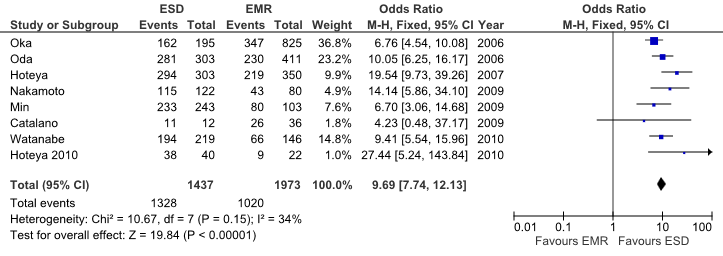 ESD EMR Odds Ratio Odds Ratio
Study or Subgroup Events Total Events Total Weight M-H, Fixed, 95% CI Year M-H, Fixed, 95% CI
Oka 162 195 347 825 36.8% 6.76 [4.54, 10.08] 2006
Oda 281 303 230 411 23.2% 10.05 [6.25, 16.17] 2006
Hoteya 294 303 219 350 9.9% 19.54 [9.73, 39.26] 2007
Nakamoto 115 122 43 80 4.3% 14.14 [5.86, 34.10] 2009
Min 233 243 80 103 7.6% 6.70 [3.06, 14.68] 2009
Catalano 11 12 26 36 1.3% 4.23 [0.48, 37.17] 2009
Watanabe 194 219 66 146 14.8% 9.41 [5.54, 15.96] 2010
Hoteya 2010 38 40 9 22 1.0% 27.44 [5.24, 143.84] 2010
Total (95% CI) 1437 1973 100.0% 9.69 [7.74, 12.13]
Total events 1328 1020
Heterogeneity: Chi² = 10.67, df = 7 (P = 0.15); I² = 34%
Test for overall effect: Z = 19.84 (P < 0.00001)
0.01 0.1 1 10 100
Favours EMR Favours ESD